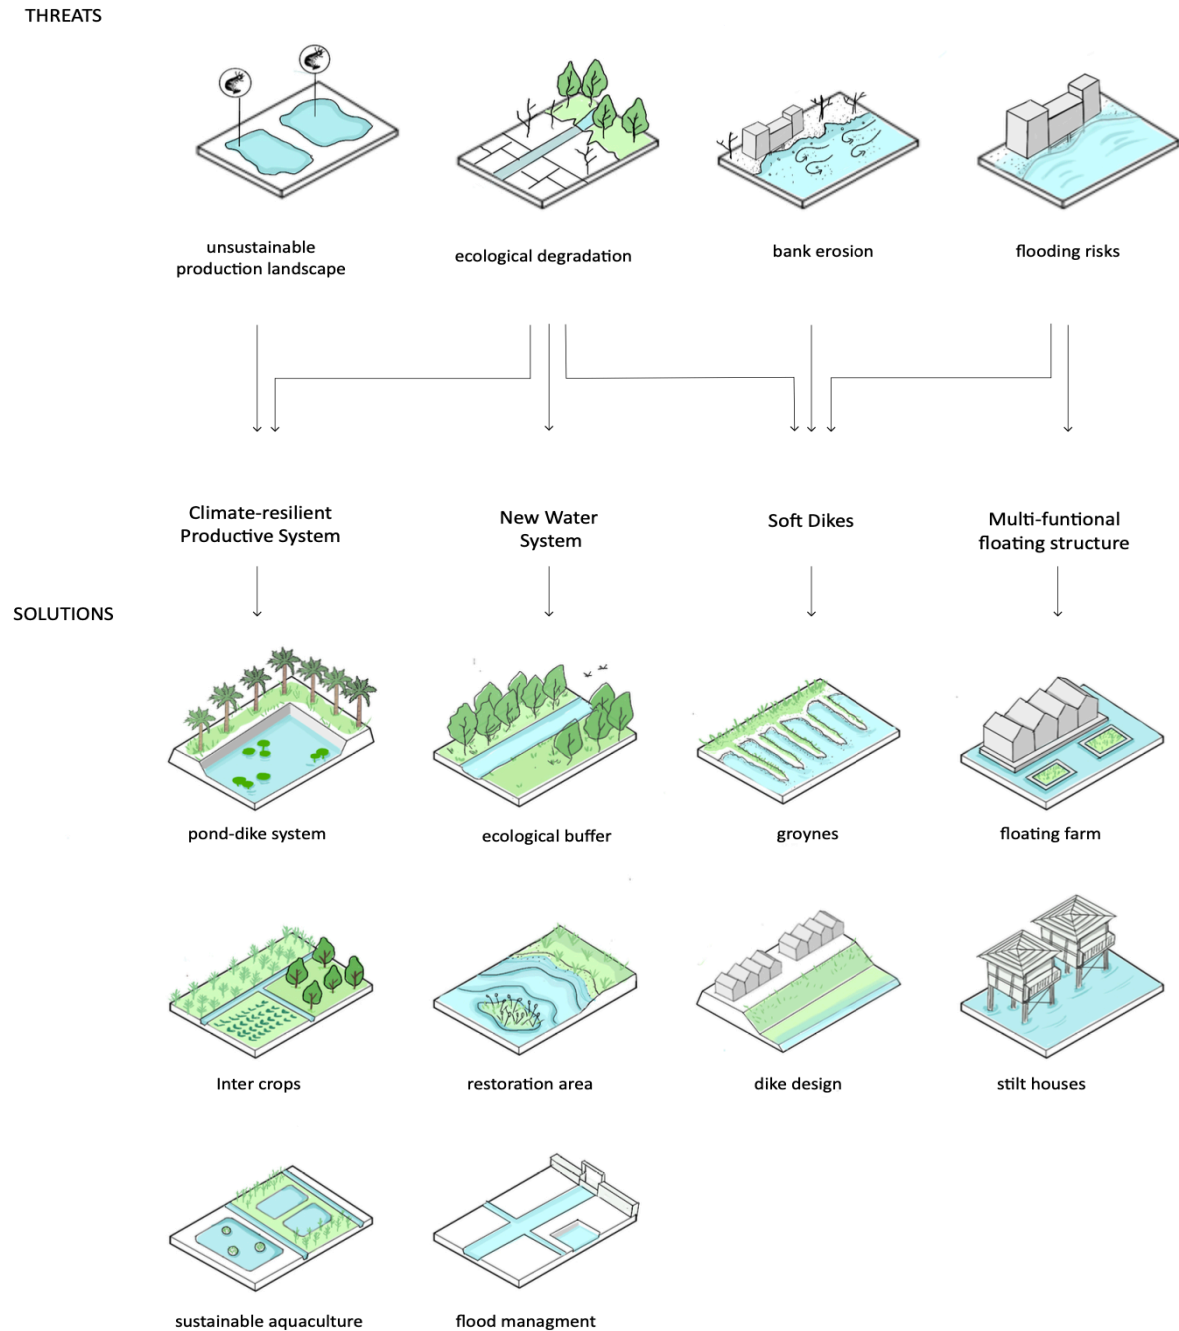 THREATS
unsustainable
production landscape
ecological degradation
bank erosion
flooding risks
Climate-resilient
Productive System
New Water
System
Soft Dikes
Multi-funtional
floating structure
SOLUTIONS
pond-dike system
ecological buffer
groynes
floating farm
Inter crops
restoration area
dike design
stilt houses
sustainable aquaculture
flood managment